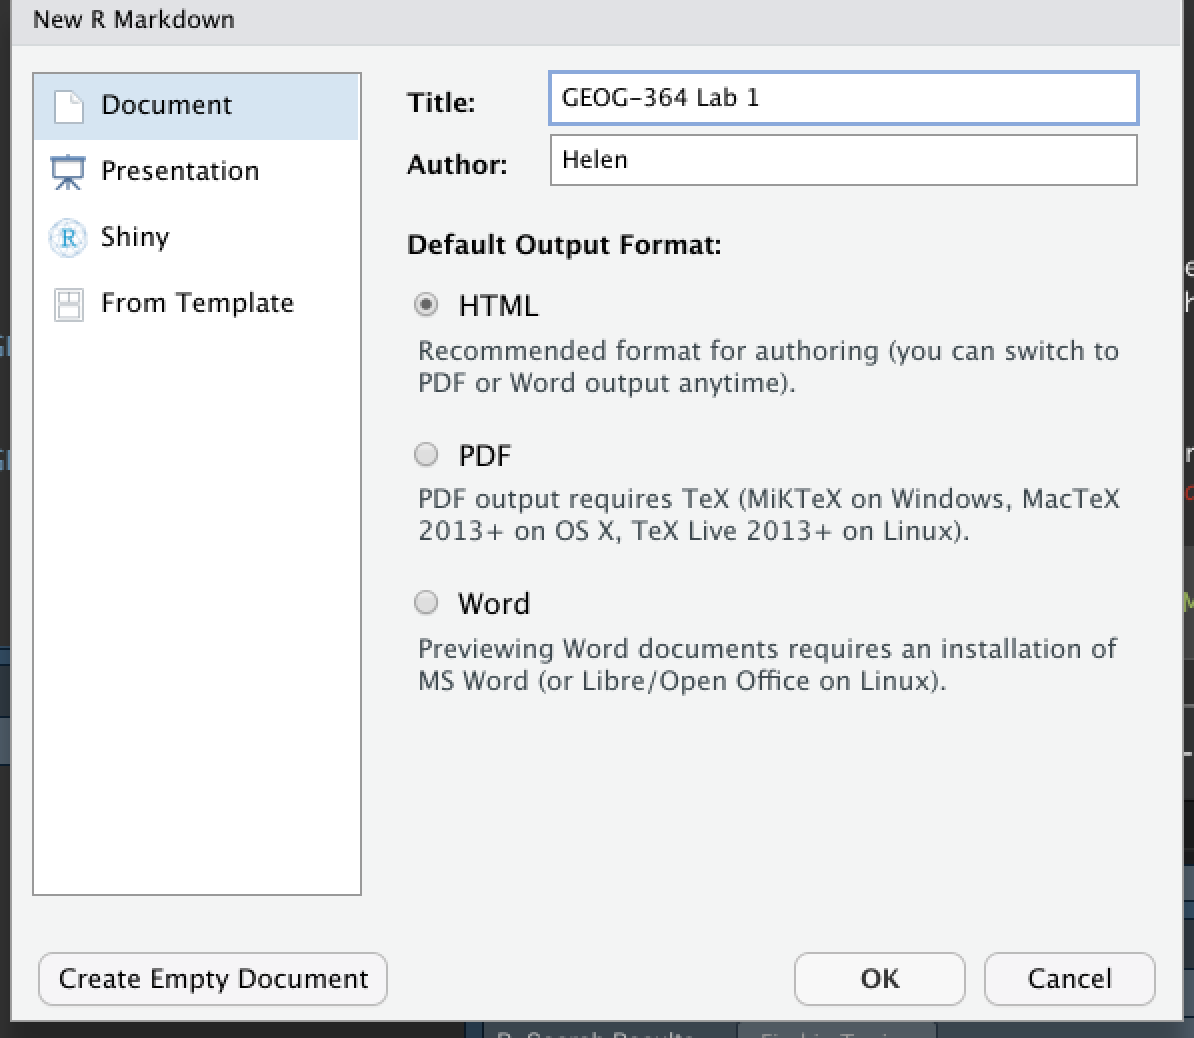 New R Markdown
Document
Presentation
Shiny
From Template
Title:
GEOG-364 Lab 1
Author:
Helen
Default Output Format:
HTML
Recommended format for authoring (you can switch to
PDF or Word output anytime).
PDF
PDF output requires TeX (MiKTeX on Windows, MacTeX
2013+ on OS X, TeX Live 2013+ on Linux).
Word
Previewing Word documents requires an installation of
MS Word (or Libre/Open Office on Linux).
Create Empty Document
OK
Cancel